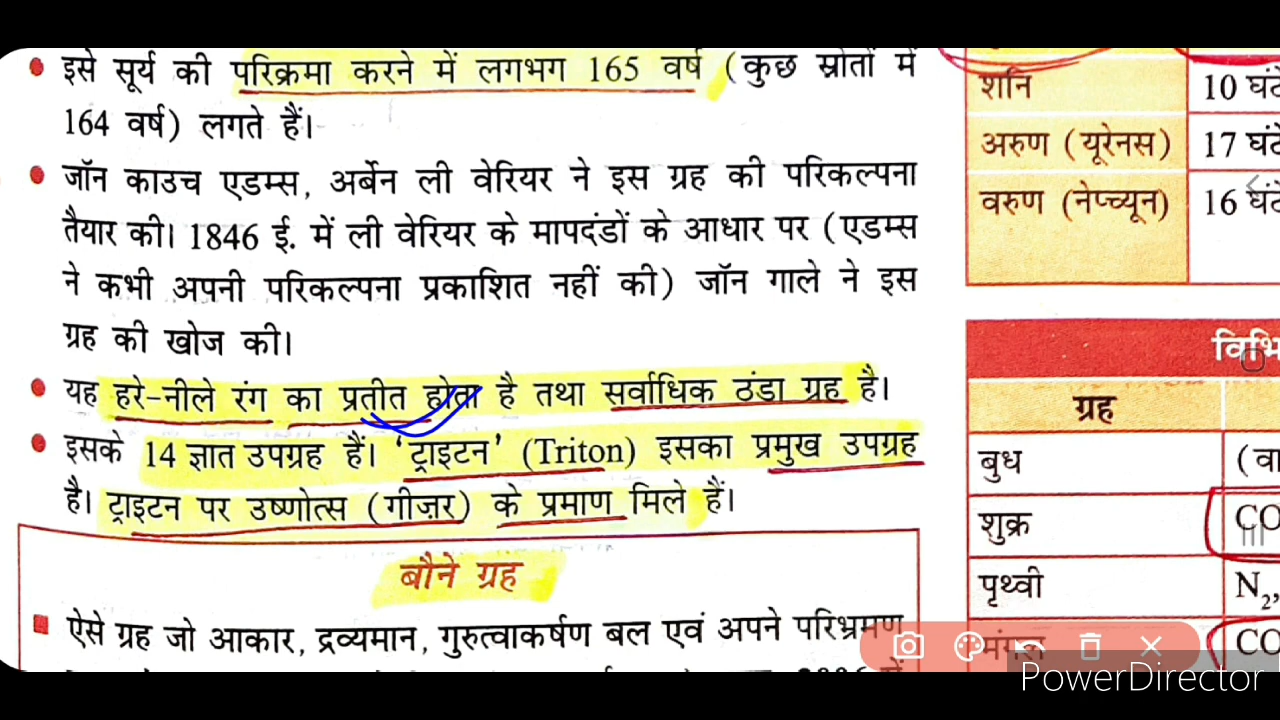 इसे सूर्य की परिक्रमा करने में लगभग 165 वर्ष (कुछ स्रोतों में
164 वर्ष) लगते हैं।
जॉन काउच एडम्स, अर्बेन ली वेरियर ने इस ग्रह की परिकल्पना
तैयार की। 1846 ई. में ली वेरियर के मापदंडों के आधार पर (एडम्स
ने कभी अपनी परिकल्पना प्रकाशित नहीं की) जॉन गाले ने इस
ग्रह की खोज की।
यह हरे-नीले रंग का प्रतीत होता है तथा सर्वाधिक ठंडा ग्रह है।
इसके 14 ज्ञात उपग्रह हैं। ‘ट्राइटन’ (Triton) इसका प्रमुख उपग्रह
है। ट्राइटन पर उष्णोत्स (गीज़र) के प्रमाण मिले हैं।
बौने ग्रह
ऐसे ग्रह जो आकार, द्रव्यमान, गुरुत्वाकर्षण बल एवं अपने परिभ्रमण
शनि 10 घंटे
अरुण (यूरेनस) 17 घंटे
वरुण (नेप्च्यून) 16 घंटे
ग्रह
बुध (वा
शुक्र CO
पृथ्वी N₂,
मंगल CO
PowerDirector